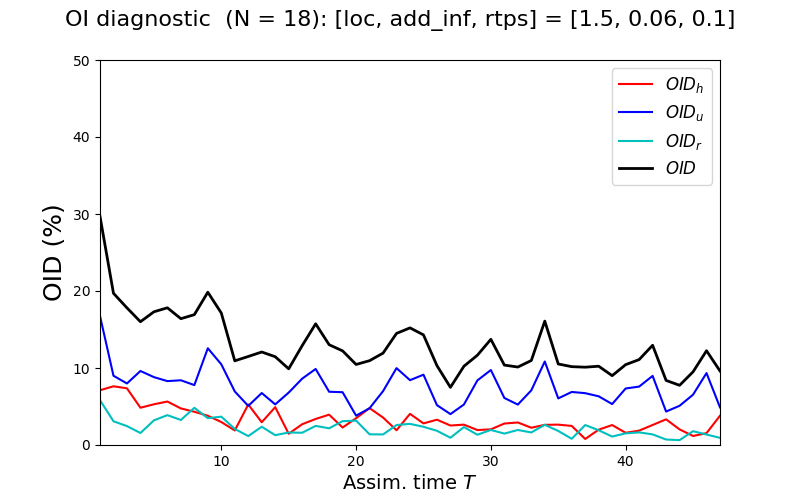 OI diagnostic (N = 18): [loc, add_inf, rtps] = [1.5, 0.06, 0.1]
OID (%)
50
40
30
20
10
0
10
20
30
40
Assim. time T
OID_h
OID_u
OID_r
OID